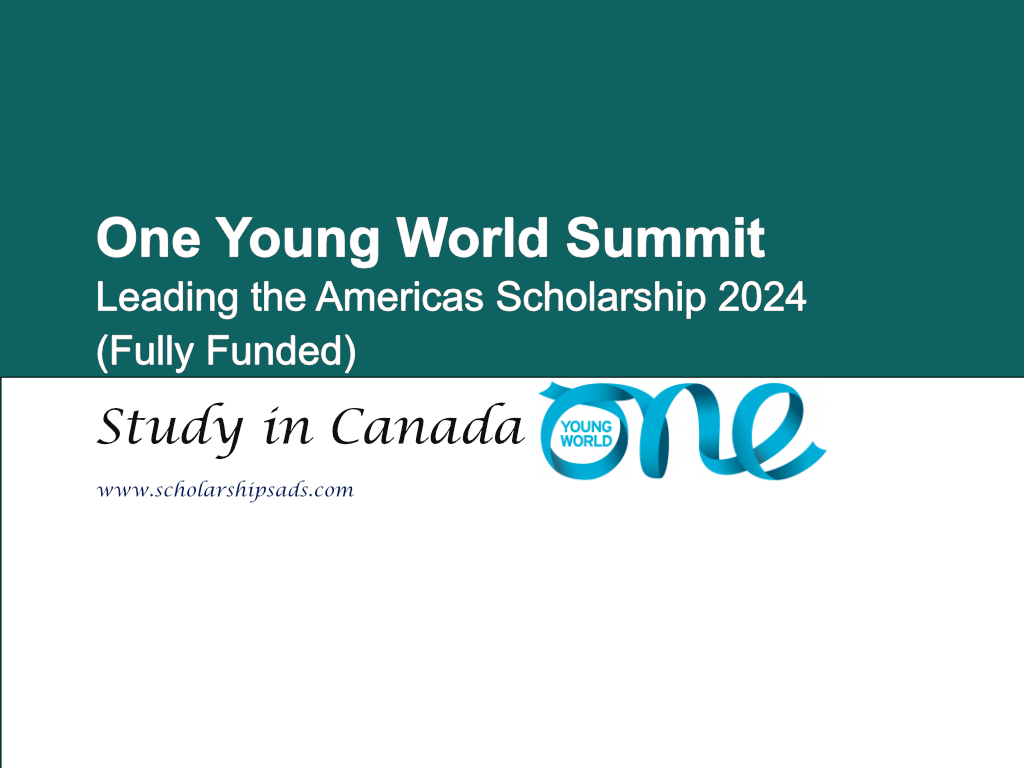 One Young World Summit
Leading the Americas Scholarship 2024
(Fully Funded)
Study in Canada
one
YOUNG
WORLD
www.scholarshipsads.com